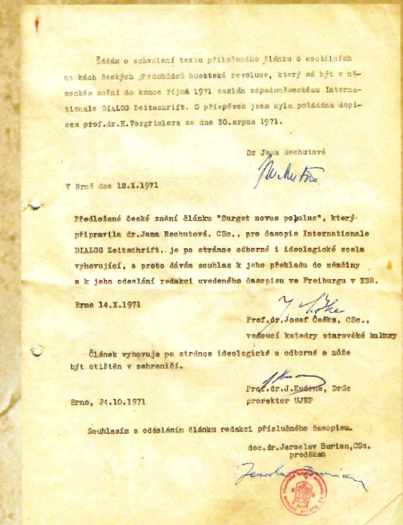 Žádám o schválení textu přiloženého článku o sociálních
naukách českých předchůdců husitské revoluce, který má být v ně-
meckém znění do konce října 1971 zaslán západoněmeckému Interna-
tionale DIALOG Zeitschrift. O příspěvek jsem byla požádána dopi-
sem prof.dr.H.Vorgrimlera ze dne 30.srpna 1971.
Dr Jana Nechutová
V Brně dne 12.X.1971
Předložené české znění článku "Surget novus populus", který
připravila dr.Jana Nechutová, CSc., pro časopis Internationale
DIALOG Zeitschrift, je po stránce odborné i ideologické zcela
vyhovující, a proto dávám souhlas k jeho překladu do němčiny
a k jeho odeslání redakci uvedeného časopisu ve Freiburgu v NSR.
Brno 14.X.1971
Prof.dr.Josef Češka, CSc.,
vedoucí katedry starověké kultury
Článek vyhovuje po stránce ideologické a odborné a může
být otištěn v zahraničí.
Prof.dr.J.Kudrna, DrSc
Brno, 24.10.1971 prorektor UJEP
Souhlasím s odesláním článku redakci příslušného časopisu.
doc.dr.Jaroslav Burian,CSc.
proděkan
Jaroslav Burian